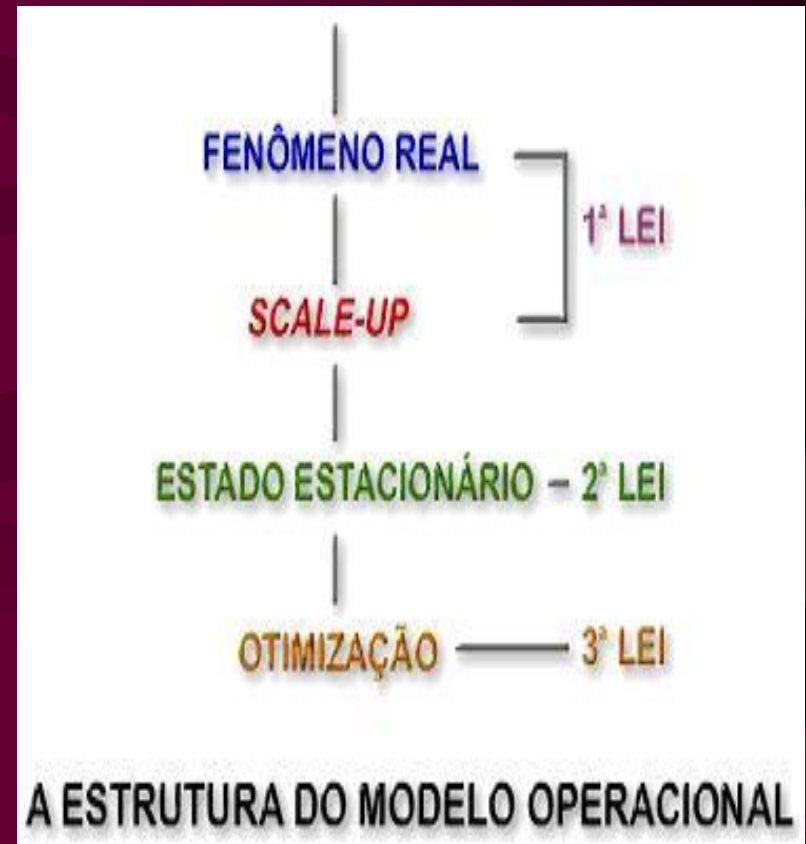 FENÔMENO REAL
1ª LEI
SCALE-UP
ESTADO ESTACIONÁRIO – 2ª LEI
OTIMIZAÇÃO — 3ª LEI
A ESTRUTURA DO MODELO OPERACIONAL